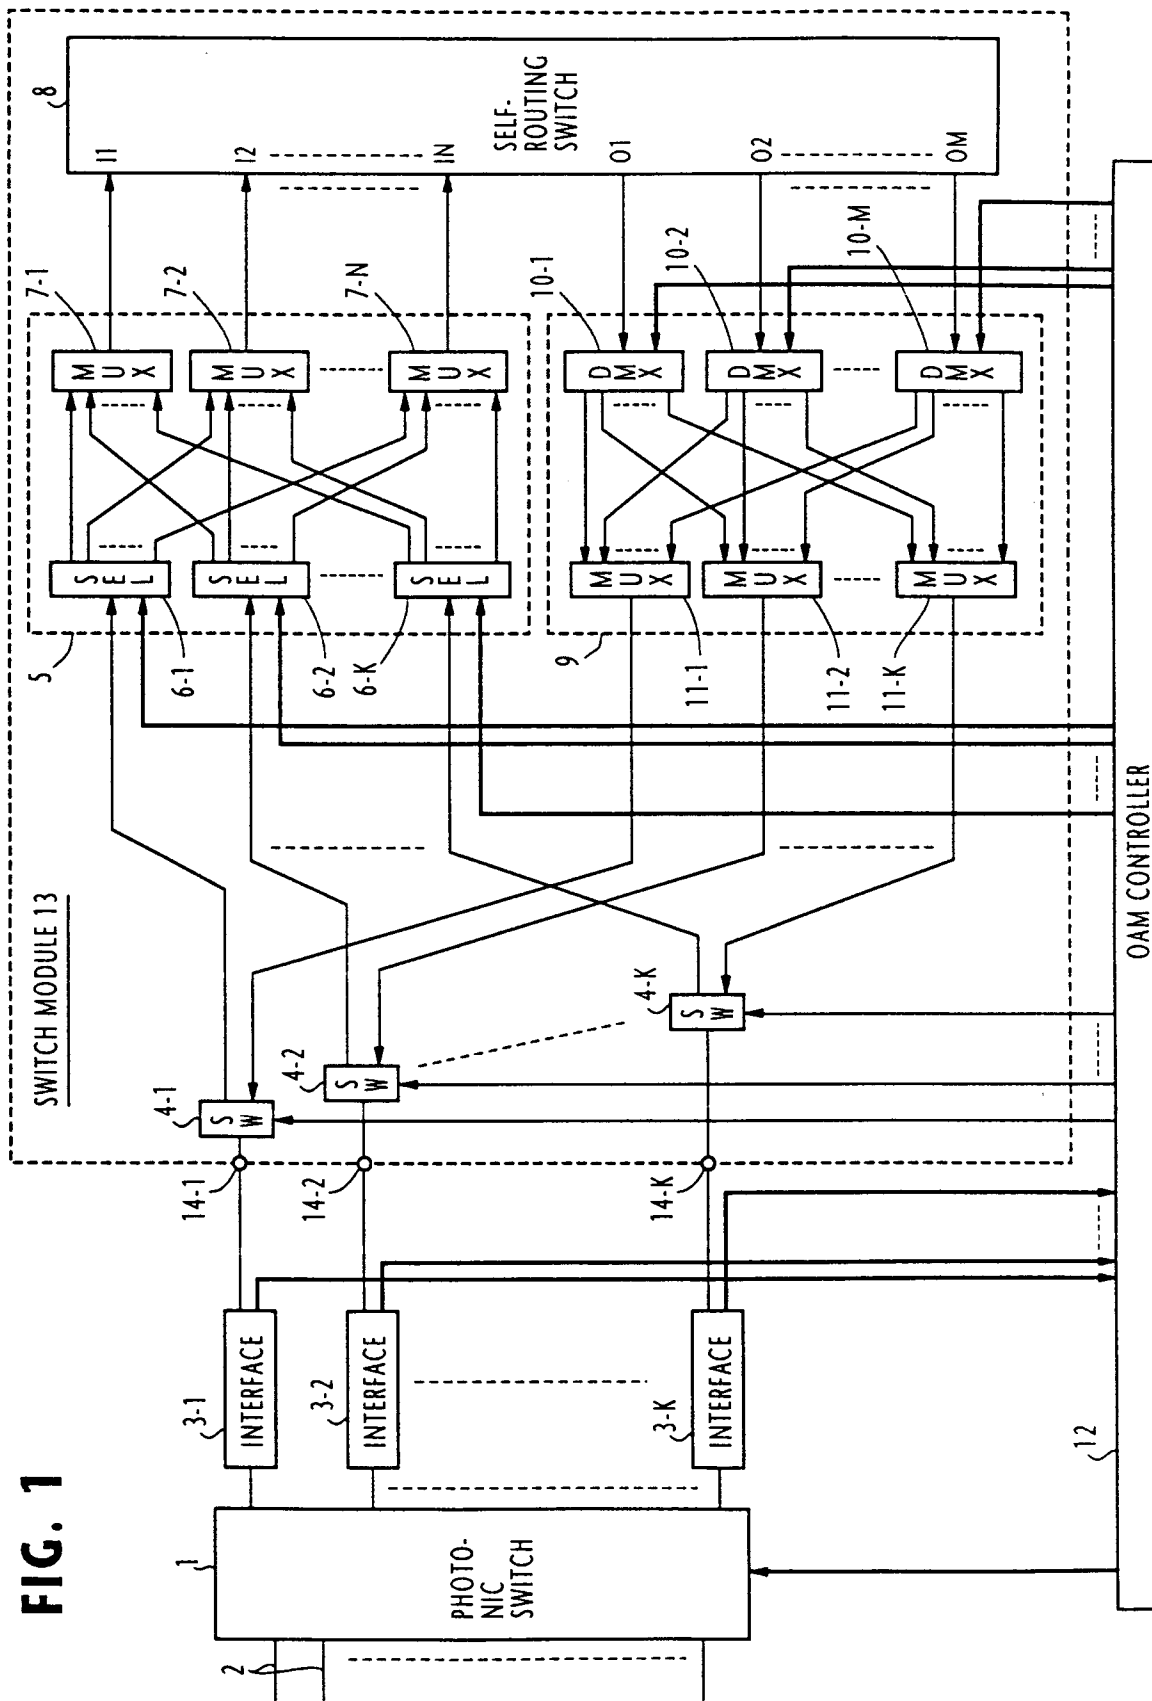 FIG. 1
SWITCH MODULE 13
PHOTO-
NIC
SWITCH
1
2
INTERFACE
3-1
INTERFACE
3-2
INTERFACE
3-K
14-1
14-2
14-K
SW
4-1
SW
4-2
SW
4-K
5
SEL
6-1
SEL
6-2
SEL
6-K
MUX
7-1
MUX
7-2
MUX
7-N
8
SELF-
ROUTING
SWITCH
I1
I2
IN
O1
O2
OM
9
DMX
10-1
DMX
10-2
DMX
10-M
MUX
11-1
MUX
11-2
MUX
11-K
12
OAM CONTROLLER